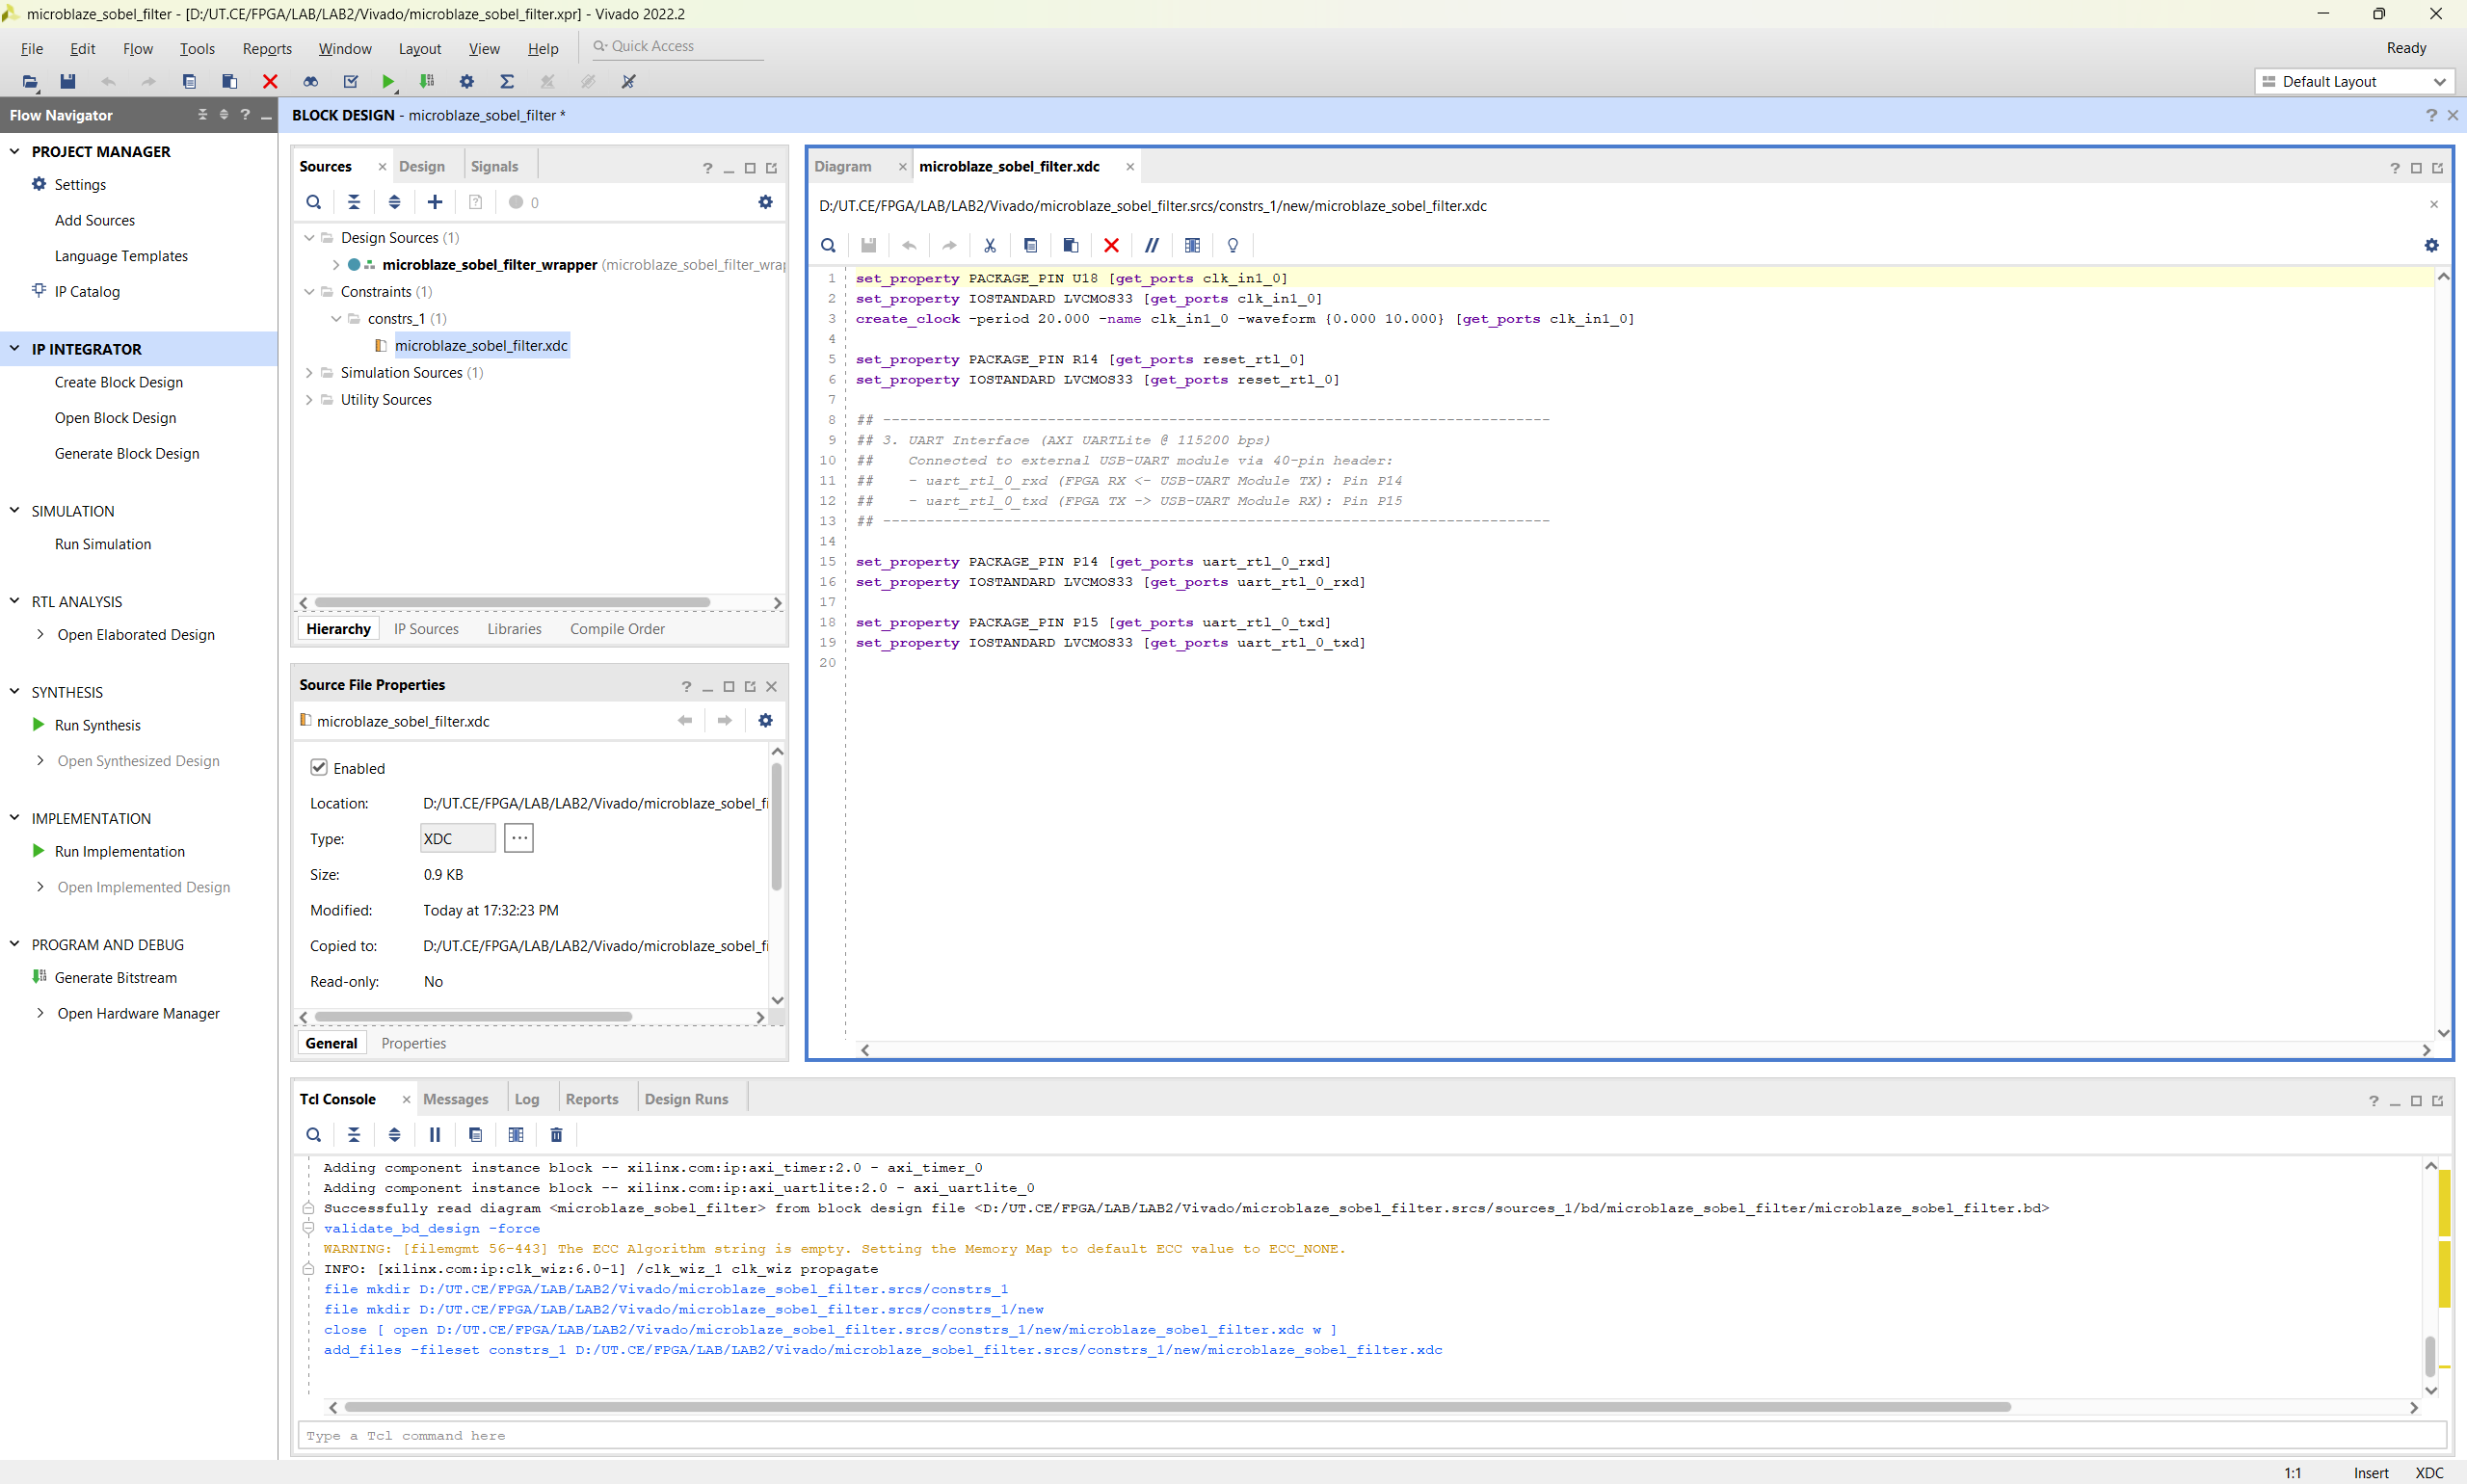 microblaze_sobel_filter - [D:/UT.CE/FPGA/LAB/LAB2/Vivado/microblaze_sobel_filter.xpr] - Vivado 2022.2
File Edit Flow Tools Reports Window Layout View Help Quick Access
Ready
Default Layout
Flow Navigator
PROJECT MANAGER
Settings
Add Sources
Language Templates
IP Catalog
IP INTEGRATOR
Create Block Design
Open Block Design
Generate Block Design
SIMULATION
Run Simulation
RTL ANALYSIS
Open Elaborated Design
SYNTHESIS
Run Synthesis
Open Synthesized Design
IMPLEMENTATION
Run Implementation
Open Implemented Design
PROGRAM AND DEBUG
Generate Bitstream
Open Hardware Manager
BLOCK DESIGN - microblaze_sobel_filter *
Sources Design Signals
0
Design Sources (1)
microblaze_sobel_filter_wrapper (microblaze_sobel_filter_wrap
Constraints (1)
constrs_1 (1)
microblaze_sobel_filter.xdc
Simulation Sources (1)
Utility Sources
Hierarchy IP Sources Libraries Compile Order
Source File Properties
microblaze_sobel_filter.xdc
Enabled
Location: D:/UT.CE/FPGA/LAB/LAB2/Vivado/microblaze_sobel_fi
Type: XDC
Size: 0.9 KB
Modified: Today at 17:32:23 PM
Copied to: D:/UT.CE/FPGA/LAB/LAB2/Vivado/microblaze_sobel_fi
Read-only: No
General Properties
Diagram microblaze_sobel_filter.xdc
D:/UT.CE/FPGA/LAB/LAB2/Vivado/microblaze_sobel_filter.srcs/constrs_1/new/microblaze_sobel_filter.xdc
1 set_property PACKAGE_PIN U18 [get_ports clk_in1_0]
2 set_property IOSTANDARD LVCMOS33 [get_ports clk_in1_0]
3 create_clock -period 20.000 -name clk_in1_0 -waveform {0.000 10.000} [get_ports clk_in1_0]
4
5 set_property PACKAGE_PIN R14 [get_ports reset_rtl_0]
6 set_property IOSTANDARD LVCMOS33 [get_ports reset_rtl_0]
7
8 ## -----------------------------------------------------------------------------
9 ## 3. UART Interface (AXI UARTLite @ 115200 bps)
10 ## Connected to external USB-UART module via 40-pin header:
11 ## - uart_rtl_0_rxd (FPGA RX <- USB-UART Module TX): Pin P14
12 ## - uart_rtl_0_txd (FPGA TX -> USB-UART Module RX): Pin P15
13 ## -----------------------------------------------------------------------------
14
15 set_property PACKAGE_PIN P14 [get_ports uart_rtl_0_rxd]
16 set_property IOSTANDARD LVCMOS33 [get_ports uart_rtl_0_rxd]
17
18 set_property PACKAGE_PIN P15 [get_ports uart_rtl_0_txd]
19 set_property IOSTANDARD LVCMOS33 [get_ports uart_rtl_0_txd]
20
Tcl Console Messages Log Reports Design Runs
Adding component instance block -- xilinx.com:ip:axi_timer:2.0 - axi_timer_0
Adding component instance block -- xilinx.com:ip:axi_uartlite:2.0 - axi_uartlite_0
Successfully read diagram <microblaze_sobel_filter> from block design file <D:/UT.CE/FPGA/LAB/LAB2/Vivado/microblaze_sobel_filter.srcs/sources_1/bd/microblaze_sobel_filter/microblaze_sobel_filter.bd>
validate_bd_design -force
WARNING: [filemgmt 56-443] The ECC Algorithm string is empty. Setting the Memory Map to default ECC value to ECC_NONE.
INFO: [xilinx.com:ip:clk_wiz:6.0-1] /clk_wiz_1 clk_wiz propagate
file mkdir D:/UT.CE/FPGA/LAB/LAB2/Vivado/microblaze_sobel_filter.srcs/constrs_1
file mkdir D:/UT.CE/FPGA/LAB/LAB2/Vivado/microblaze_sobel_filter.srcs/constrs_1/new
close [ open D:/UT.CE/FPGA/LAB/LAB2/Vivado/microblaze_sobel_filter.srcs/constrs_1/new/microblaze_sobel_filter.xdc w ]
add_files -fileset constrs_1 D:/UT.CE/FPGA/LAB/LAB2/Vivado/microblaze_sobel_filter.srcs/constrs_1/new/microblaze_sobel_filter.xdc
Type a Tcl command here
1:1 Insert XDC